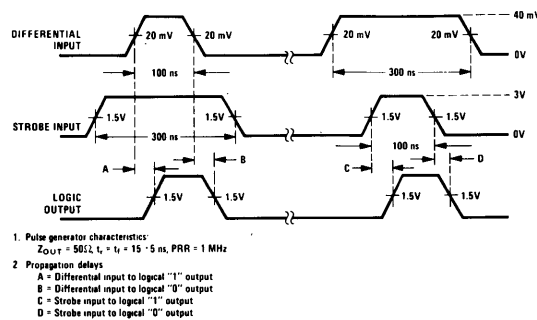 DIFFERENTIAL INPUT
20 mV
20 mV
20 mV
20 mV
40 mV
0V
100 ns
300 ns
STROBE INPUT
1.5V
1.5V
1.5V
1.5V
3V
0V
300 ns
100 ns
A
B
C
D
LOGIC OUTPUT
1.5V
1.5V
1.5V
1.5V
1. Pulse generator characteristics:
ZOUT = 50Ω, tr = tf = 15 · 5 ns, PRR = 1 MHz
2 Propagation delays
A = Differential input to logical "1" output
B = Differential input to logical "0" output
C = Strobe input to logical "1" output
D = Strobe input to logical "0" output